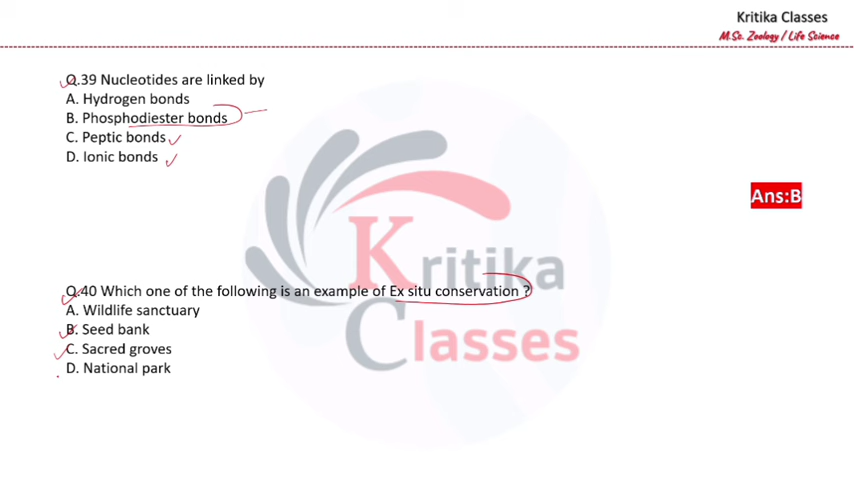 Kritika Classes
M.Sc. Zoology / Life Science
Q.39 Nucleotides are linked by
A. Hydrogen bonds
B. Phosphodiester bonds
C. Peptic bonds
D. Ionic bonds
Ans:B
Kritika
Classes
Q.40 Which one of the following is an example of Ex situ conservation ?
A. Wildlife sanctuary
B. Seed bank
C. Sacred groves
D. National park